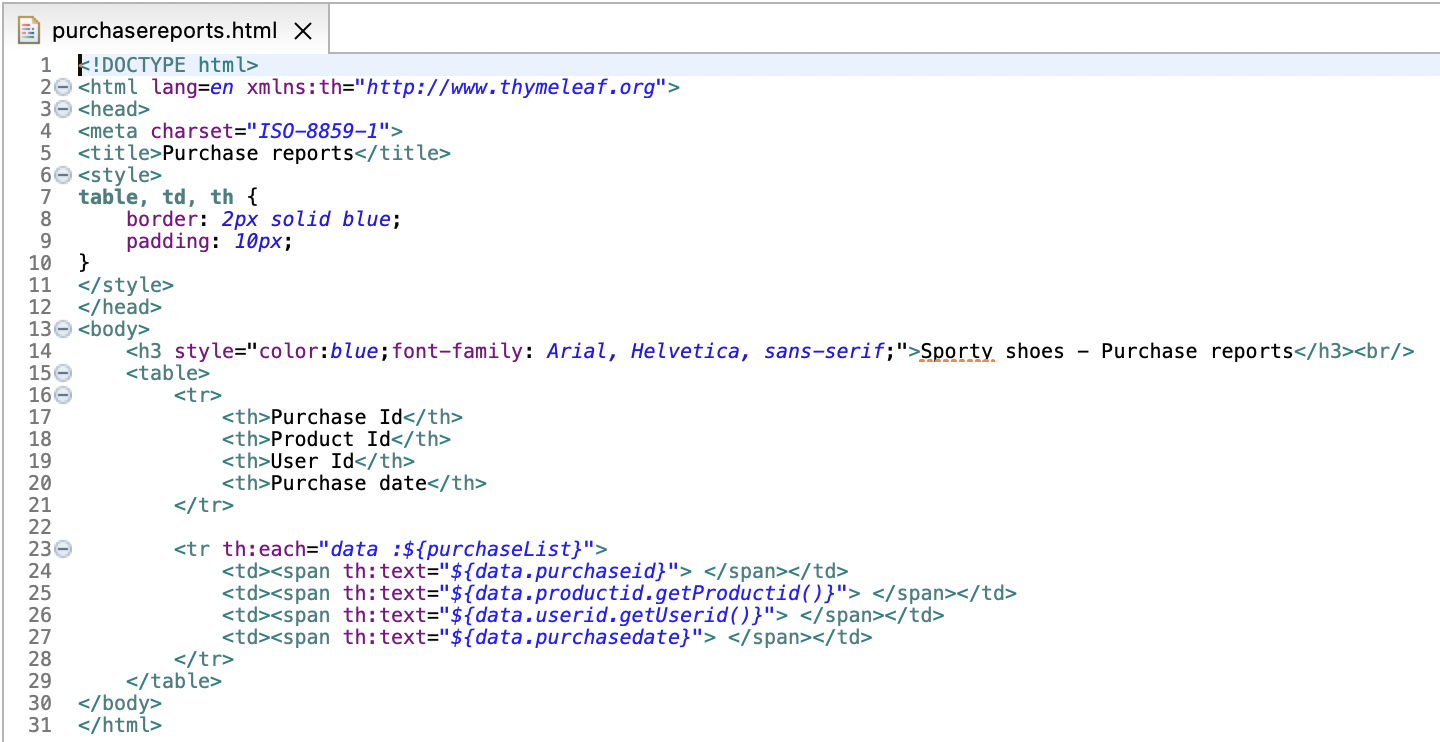 purchasereports.html
1 <!DOCTYPE html>
2 <html lang=en xmlns:th="http://www.thymeleaf.org">
3 <head>
4 <meta charset="ISO-8859-1">
5 <title>Purchase reports</title>
6 <style>
7 table, td, th {
8     border: 2px solid blue;
9     padding: 10px;
10 }
11 </style>
12 </head>
13 <body>
14     <h3 style="color:blue;font-family: Arial, Helvetica, sans-serif;">Sporty shoes - Purchase reports</h3><br/>
15     <table>
16         <tr>
17             <th>Purchase Id</th>
18             <th>Product Id</th>
19             <th>User Id</th>
20             <th>Purchase date</th>
21         </tr>
22
23         <tr th:each="data :${purchaseList}">
24             <td><span th:text="${data.purchaseid}"> </span></td>
25             <td><span th:text="${data.productid.getProductid()}"> </span></td>
26             <td><span th:text="${data.userid.getUserid()}"> </span></td>
27             <td><span th:text="${data.purchasedate}"> </span></td>
28         </tr>
29     </table>
30 </body>
31 </html>